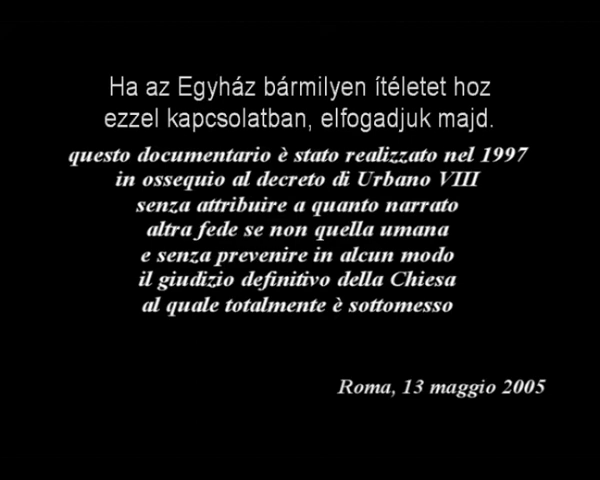 Ha az Egyház bármilyen ítéletet hoz
ezzel kapcsolatban, elfogadjuk majd.
questo documentario è stato realizzato nel 1997
in ossequio al decreto di Urbano VIII
senza attribuire a quanto narrato
altra fede se non quella umana
e senza prevenire in alcun modo
il giudizio definitivo della Chiesa
al quale totalmente è sottomesso
Roma, 13 maggio 2005